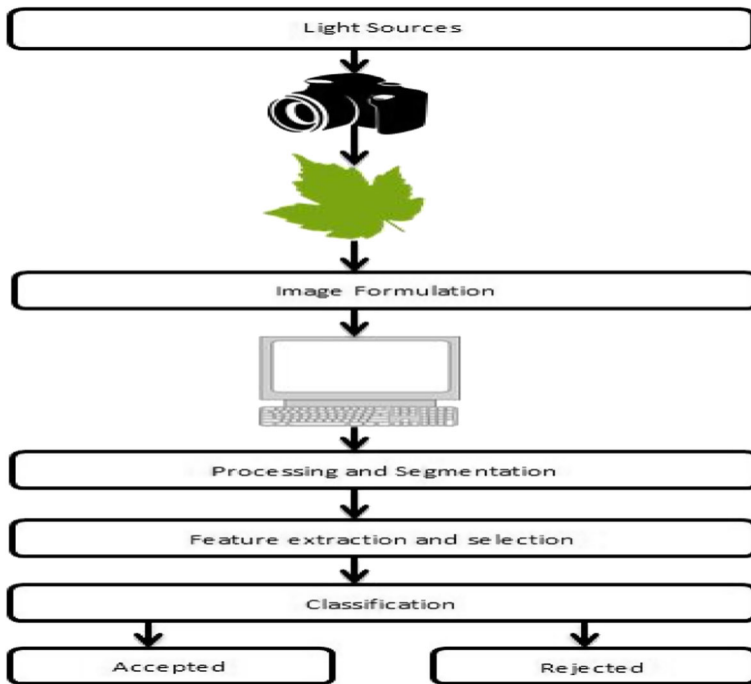 Light Sources
Image Formulation
Processing and Segmentation
Feature extraction and selection
Classification
Accepted
Rejected